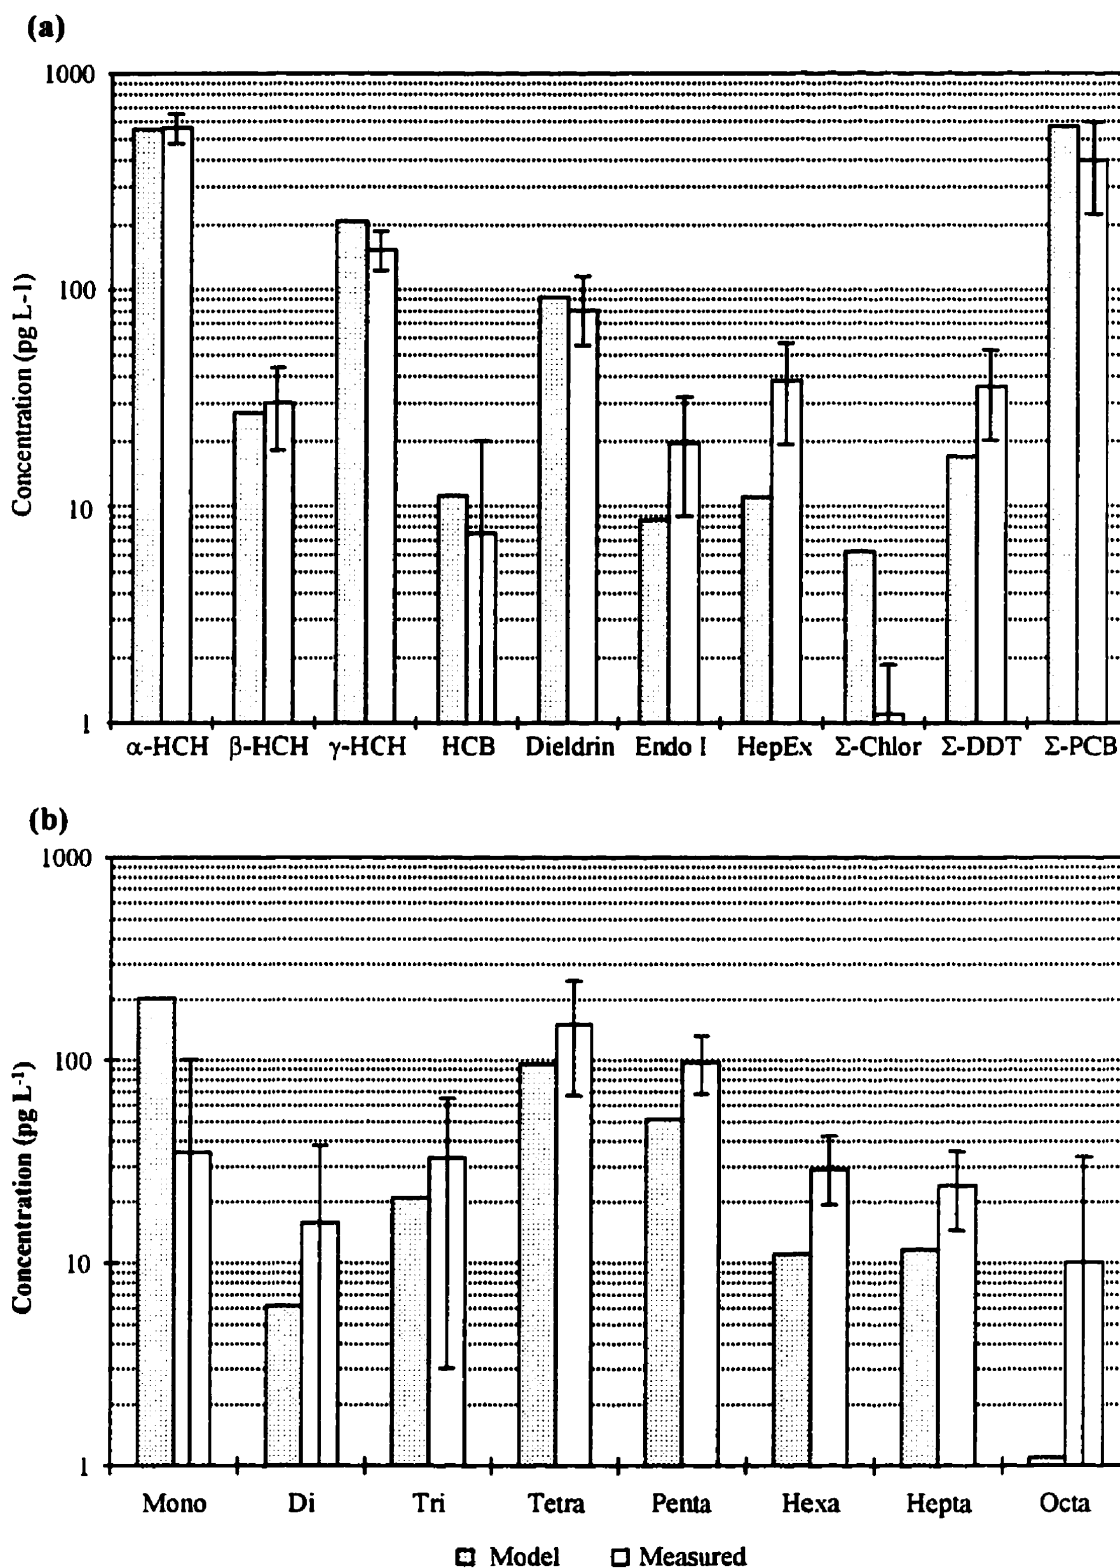 (a)
1000
100
10
1
Concentration (pg L-1)
α-HCH β-HCH γ-HCH HCB Dieldrin Endo I HepEx Σ-Chlor Σ-DDT Σ-PCB
(b)
1000
100
10
1
Concentration (pg L⁻¹)
Mono Di Tri Tetra Penta Hexa Hepta Octa
Model Measured